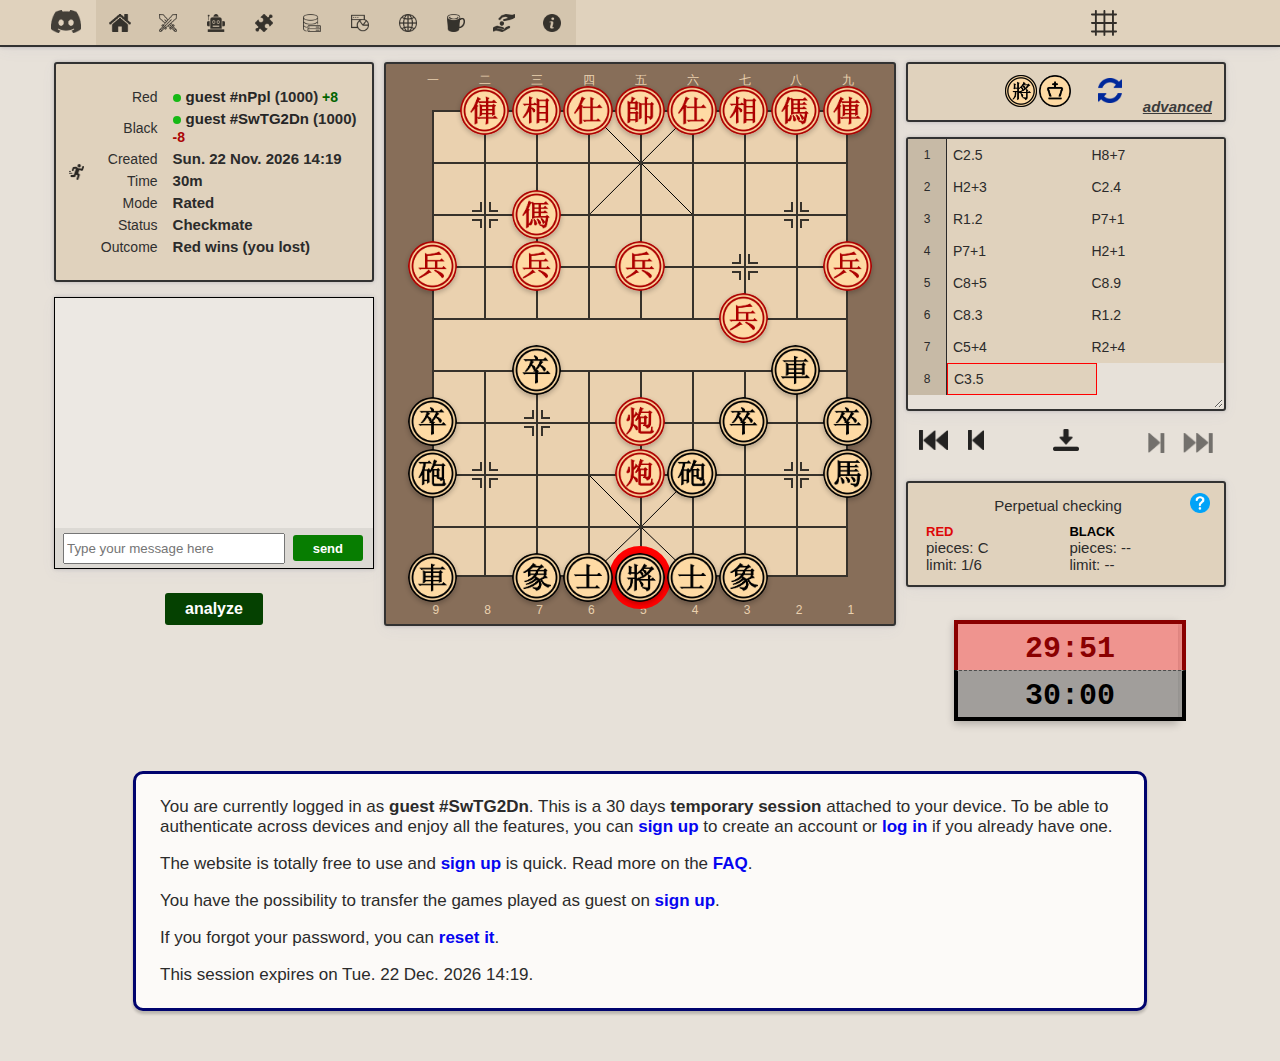 Red guest #nPpl (1000) +8
Black guest #SwTG2Dn (1000) -8
Created Sun. 22 Nov. 2026 14:19
Time 30m
Mode Rated
Status Checkmate
Outcome Red wins (you lost)
Type your message here send
analyze
一 二 三 四 五 六 七 八 九
俥 相 仕 帥 仕 相 傌 俥
傌
兵 兵 兵 兵
兵
卒 車
卒 炮 卒 卒
砲 炮 砲 馬
車 象 士 將 士 象
9 8 7 6 5 4 3 2 1
將
advanced
1 C2.5 H8+7
2 H2+3 C2.4
3 R1.2 P7+1
4 P7+1 H2+1
5 C8+5 C8.9
6 C8.3 R1.2
7 C5+4 R2+4
8 C3.5
Perpetual checking ?
RED BLACK
pieces: C pieces: --
limit: 1/6 limit: --
29:51
30:00
You are currently logged in as guest #SwTG2Dn. This is a 30 days temporary session attached to your device. To be able to
authenticate across devices and enjoy all the features, you can sign up to create an account or log in if you already have one.
The website is totally free to use and sign up is quick. Read more on the FAQ.
You have the possibility to transfer the games played as guest on sign up.
If you forgot your password, you can reset it.
This session expires on Tue. 22 Dec. 2026 14:19.